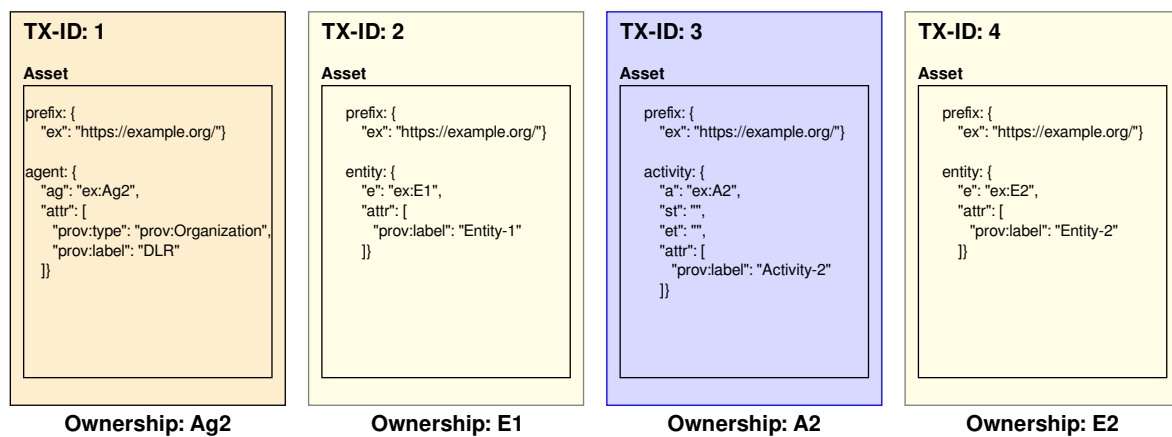 TX-ID: 1
Asset
prefix: {
"ex": "https://example.org/"}
agent: {
"ag": "ex:Ag2",
"attr": [
"prov:type": "prov:Organization",
"prov:label": "DLR"
]}
Ownership: Ag2
TX-ID: 2
Asset
prefix: {
"ex": "https://example.org/"}
entity: {
"e": "ex:E1",
"attr": [
"prov:label": "Entity-1"
]}
Ownership: E1
TX-ID: 3
Asset
prefix: {
"ex": "https://example.org/"}
activity: {
"a": "ex:A2",
"st": "",
"et": "",
"attr": [
"prov:label": "Activity-2"
]}
Ownership: A2
TX-ID: 4
Asset
prefix: {
"ex": "https://example.org/"}
entity: {
"e": "ex:E2",
"attr": [
"prov:label": "Entity-2"
]}
Ownership: E2